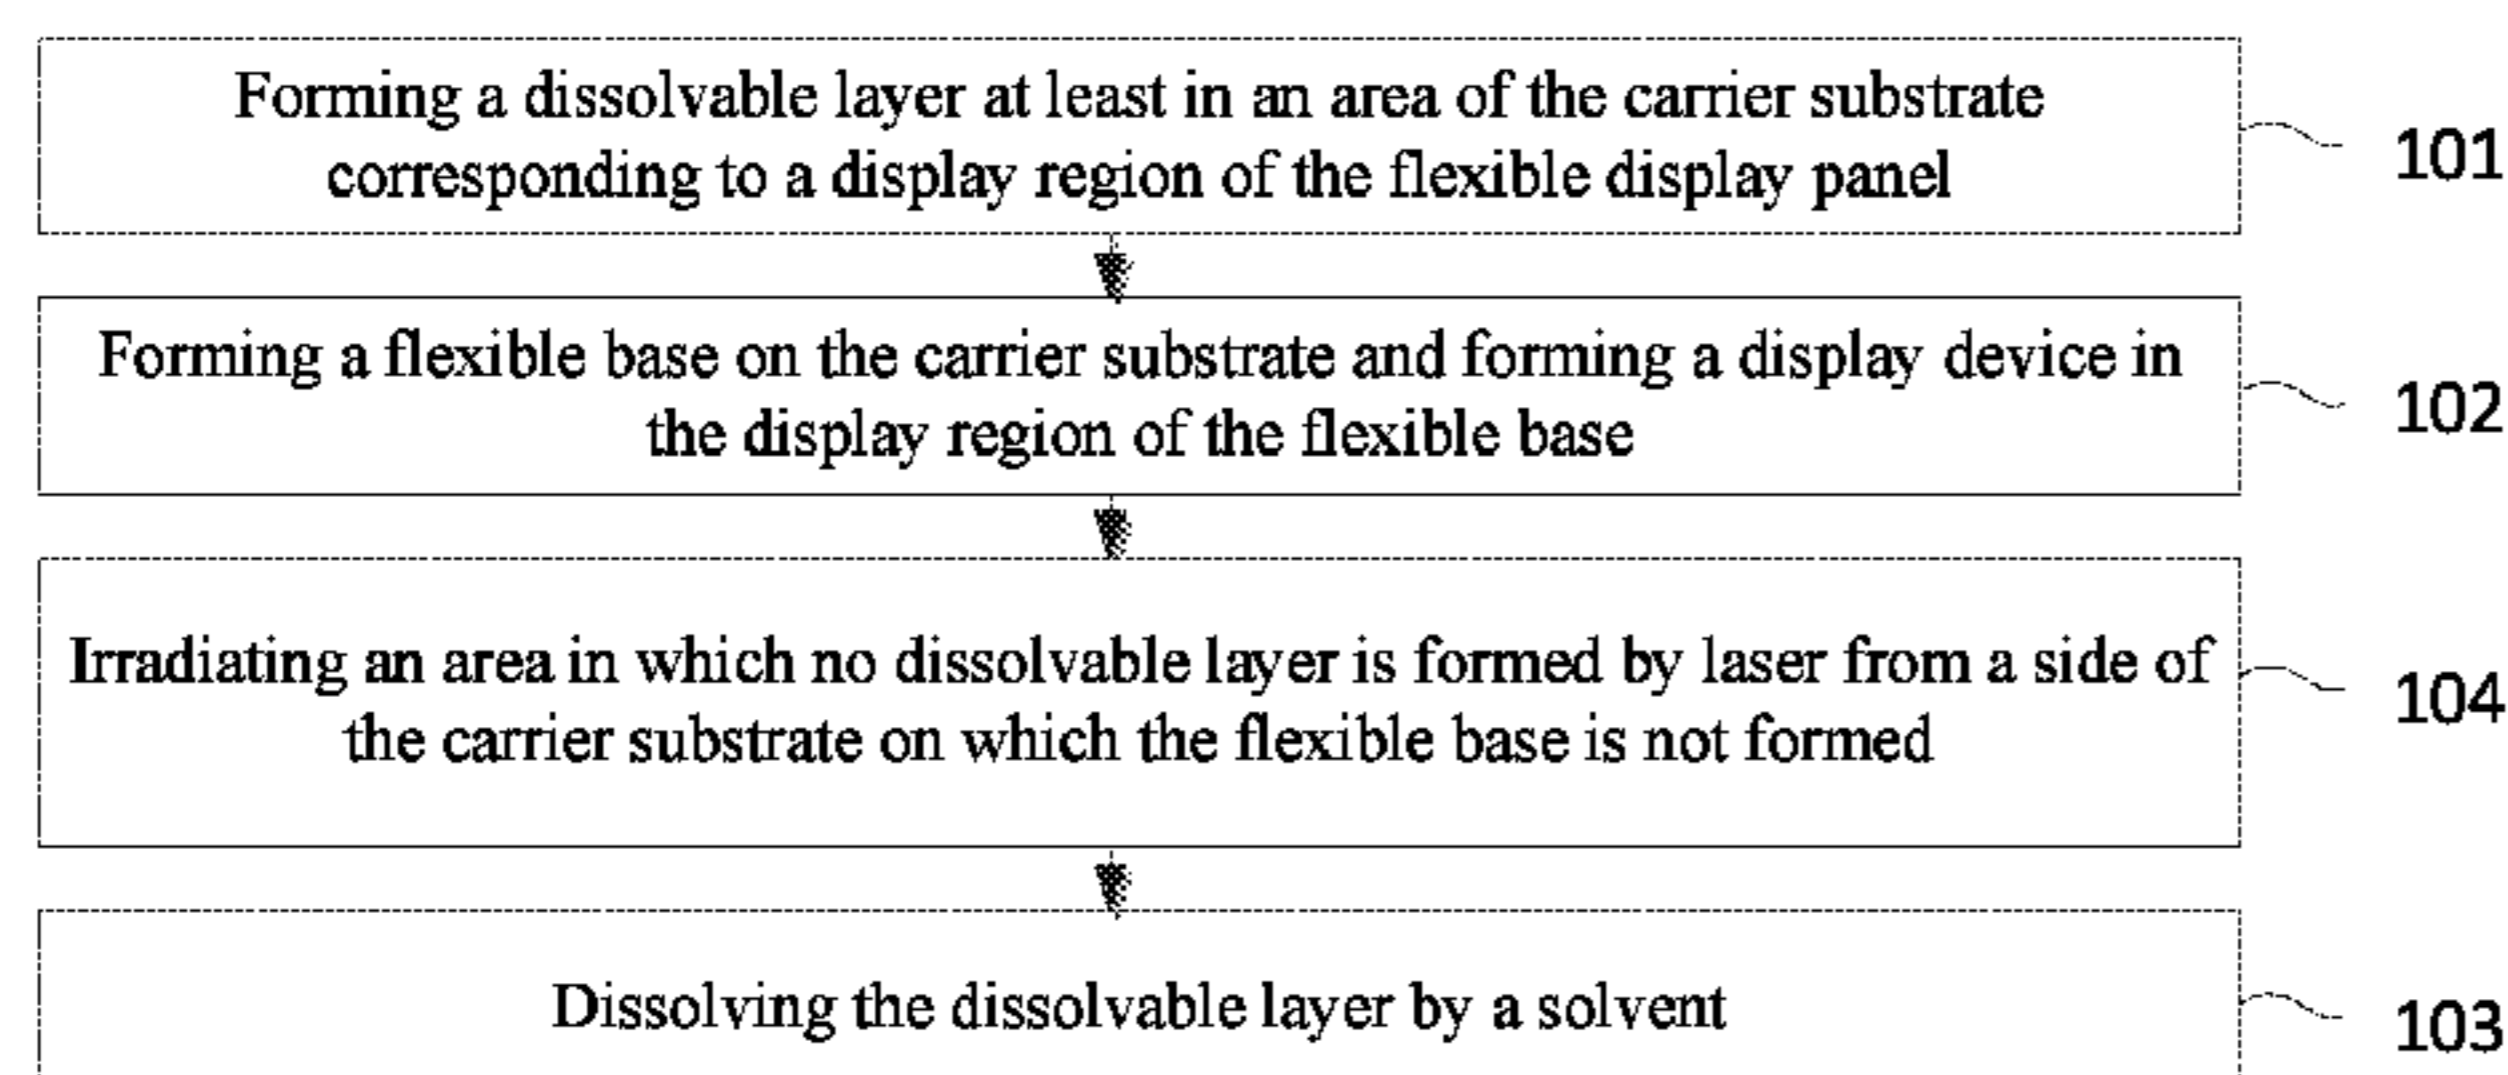 Forming a dissolvable layer at least in an area of the carrier substrate
corresponding to a display region of the flexible display panel
101
Forming a flexible base on the carrier substrate and forming a display device in
the display region of the flexible base
102
Irradiating an area in which no dissolvable layer is formed by laser from a side of
the carrier substrate on which the flexible base is not formed
104
Dissolving the dissolvable layer by a solvent
103